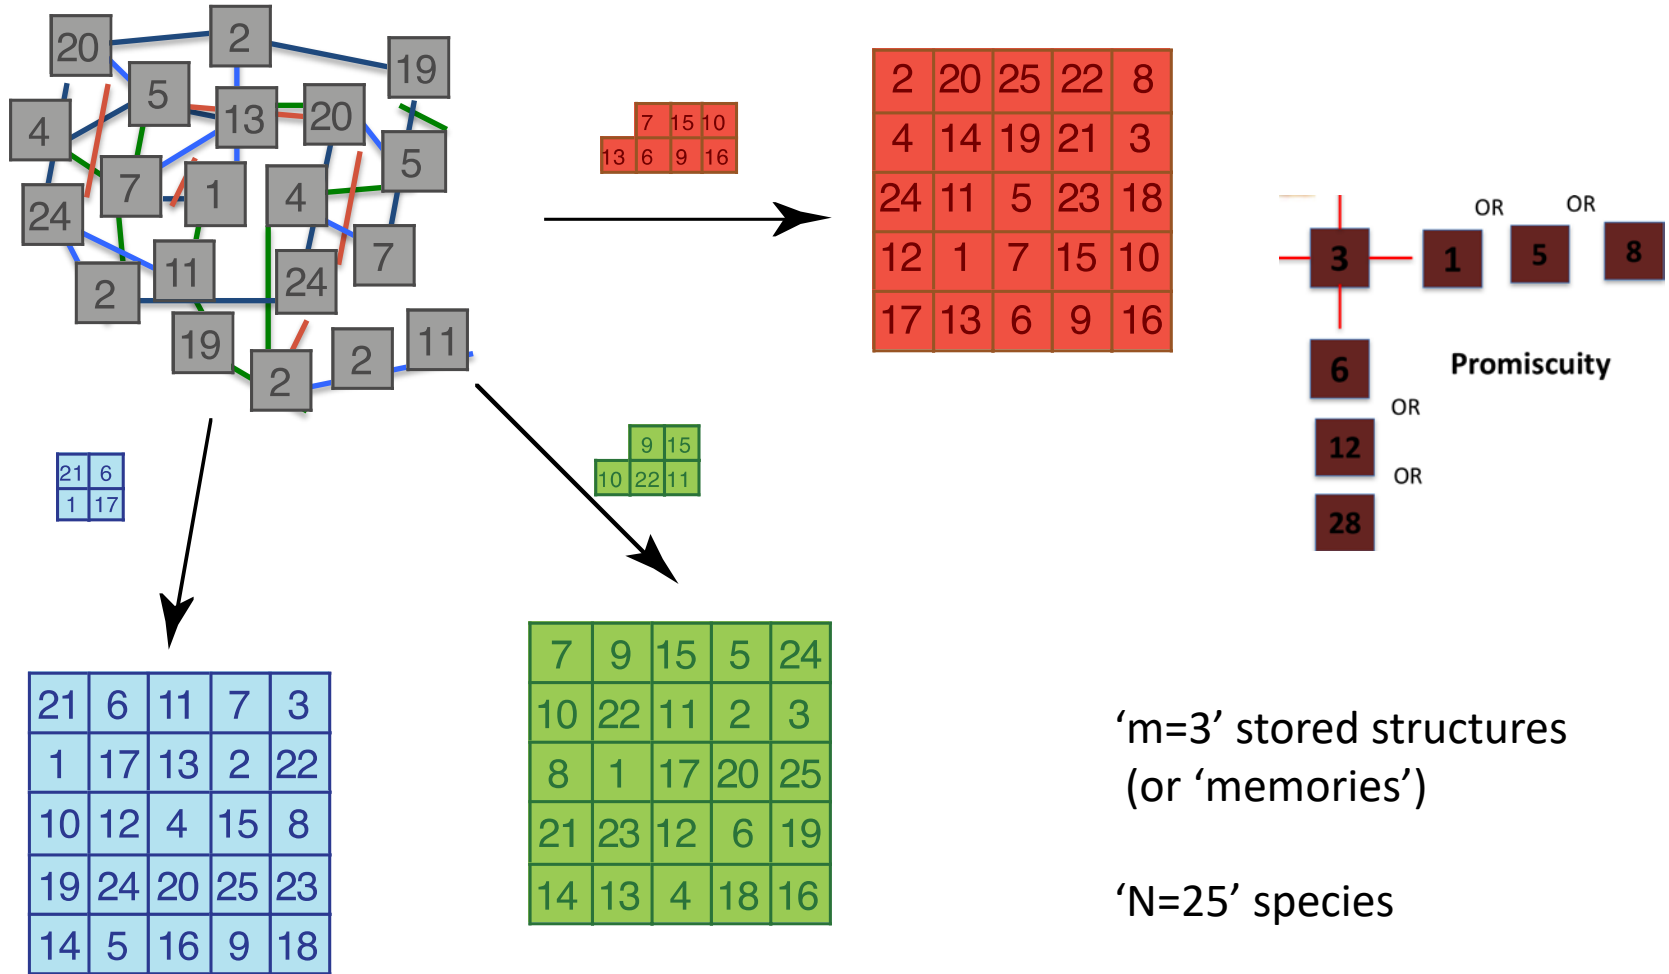 20 2 19
5 13 20
4 5
7 1 4
24 7
11 24
2
19 2 2 11
7 15 10
13 6 9 16
2 20 25 22 8
4 14 19 21 3
24 11 5 23 18
12 1 7 15 10
17 13 6 9 16
OR OR
3 1 5 8
6
OR
12
OR
28
Promiscuity
21 6
1 17
9 15
10 22 11
21 6 11 7 3
1 17 13 2 22
10 12 4 15 8
19 24 20 25 23
14 5 16 9 18
7 9 15 5 24
10 22 11 2 3
8 1 17 20 25
21 23 12 6 19
14 13 4 18 16
‘m=3’ stored structures
(or ‘memories’)
‘N=25’ species